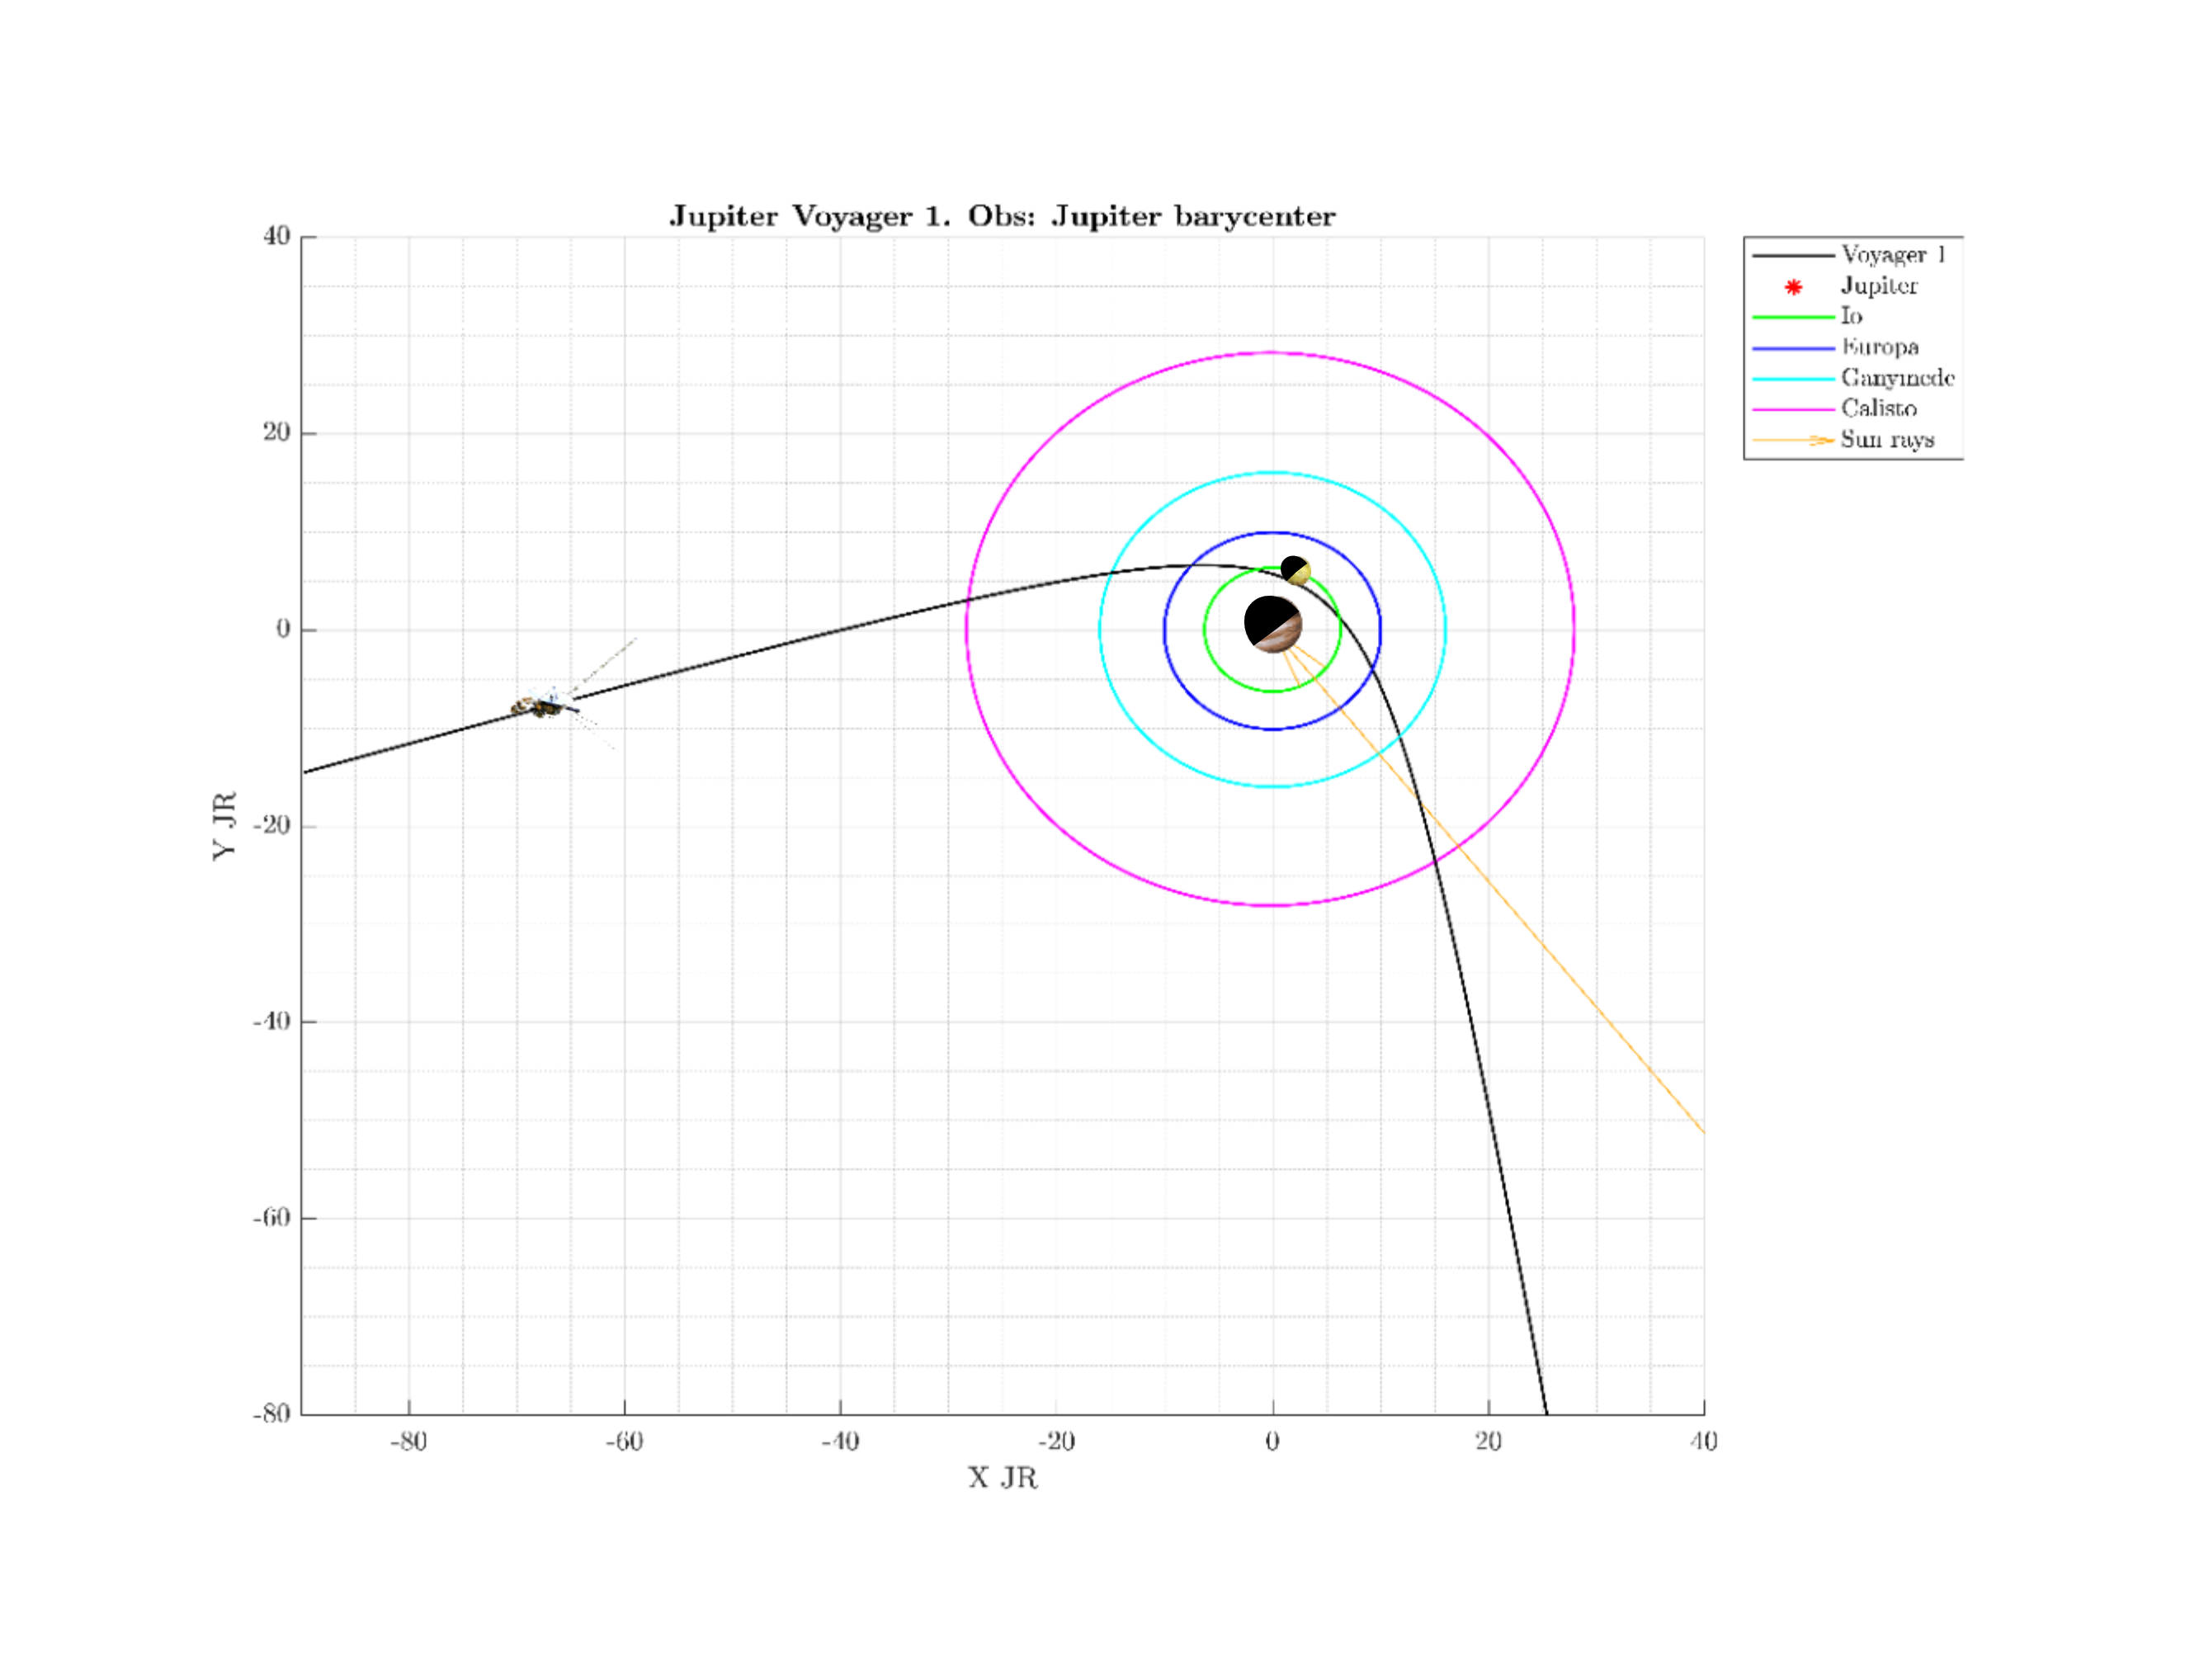 Jupiter Voyager 1. Obs: Jupiter barycenter
40
20
0
-20
-40
-60
-80
Y JR
-80
-60
-40
-20
0
20
40
X JR
Voyager 1
Jupiter
Io
Europa
Ganymede
Calisto
Sun rays